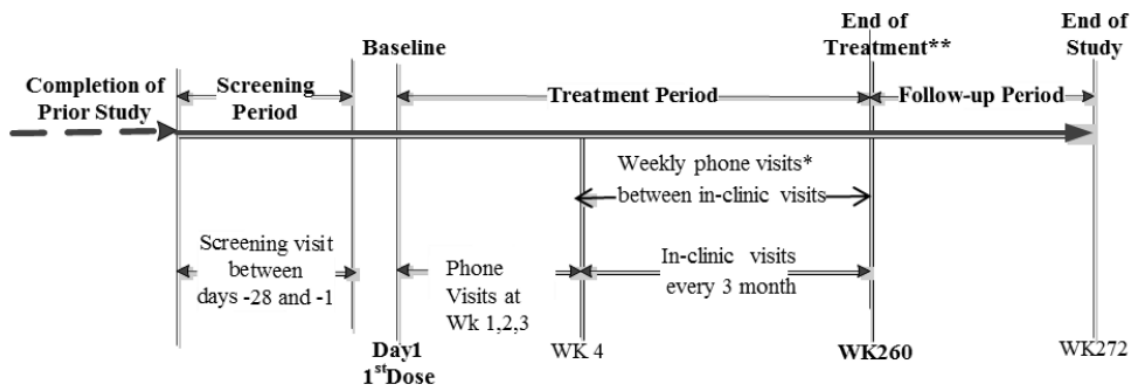 Completion of
Prior Study
Screening
Period
Baseline
Treatment Period
End of
Treatment**
Follow-up Period
End of
Study
Weekly phone visits*
between in-clinic visits
Screening visit
between
days -28 and -1
Phone
Visits at
Wk 1,2,3
In-clinic visits
every 3 month
Day1
1st Dose
WK 4
WK260
WK272